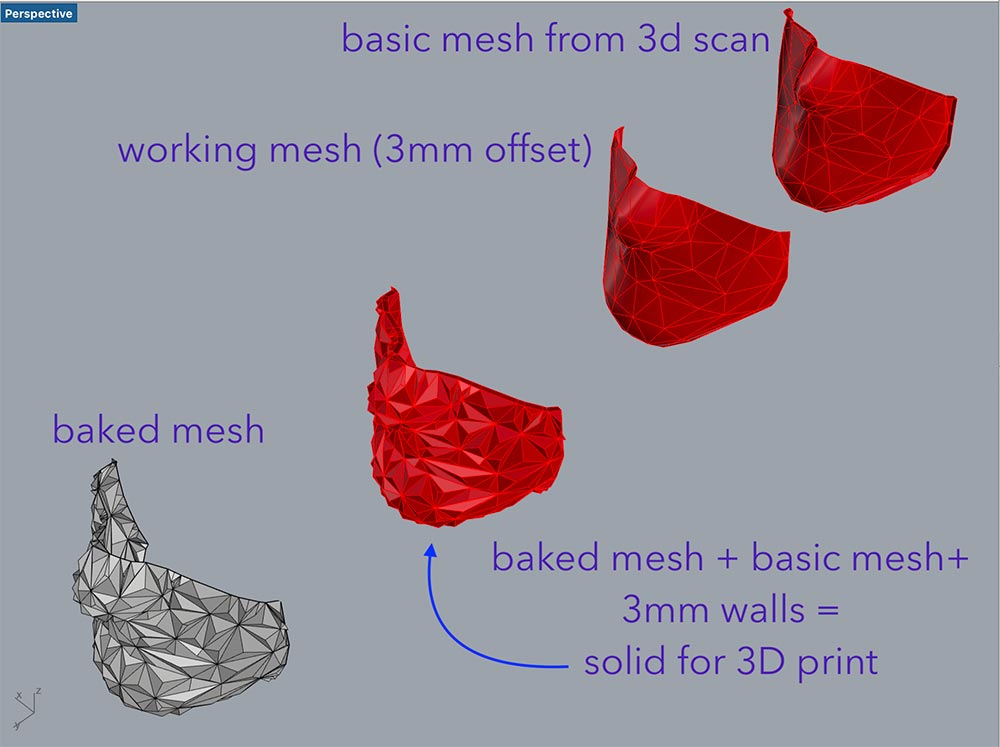 Perspective
basic mesh from 3d scan
working mesh (3mm offset)
baked mesh
baked mesh + basic mesh+
3mm walls =
solid for 3D print
z
x
y